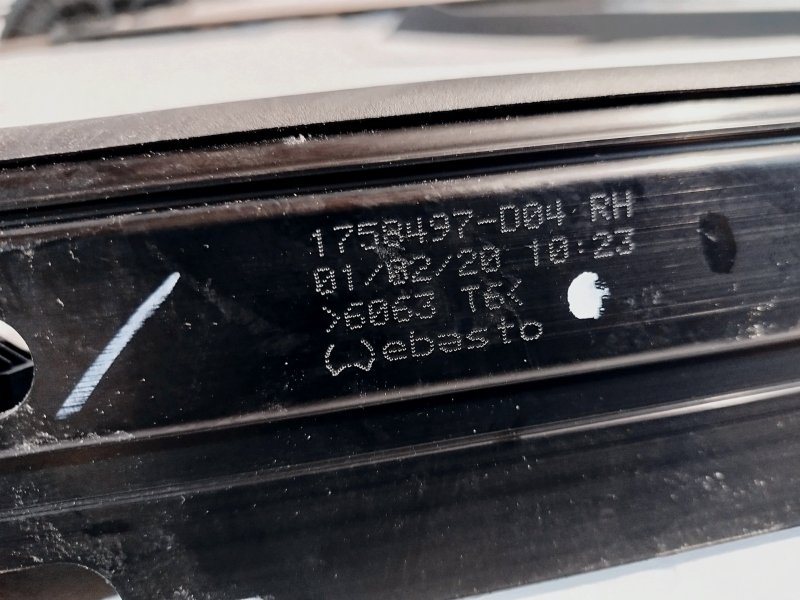 1758497-D04 RH
01/02/20 10:23
>6063 T6<
Webasto